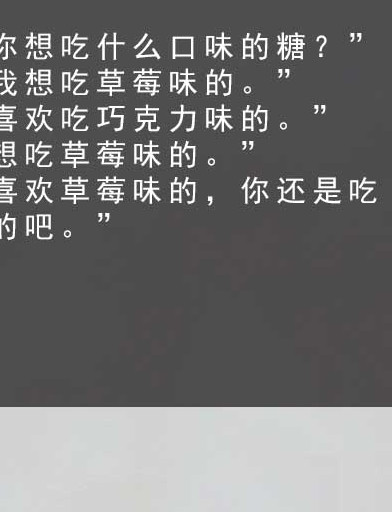 你想吃什么口味的糖？”
我想吃草莓味的。”
喜欢吃巧克力味的。”
想吃草莓味的。”
喜欢草莓味的，你还是吃
的吧。”